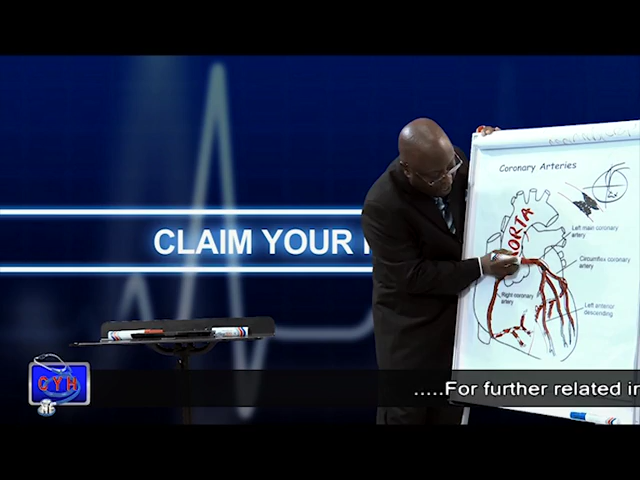 Coronary Arteries
AORTA
Left main coronary
artery
CLAIM YOUR
Circumflex coronary
artery
Right coronary
artery
Left anterior
descending
CYH
.....For further related in